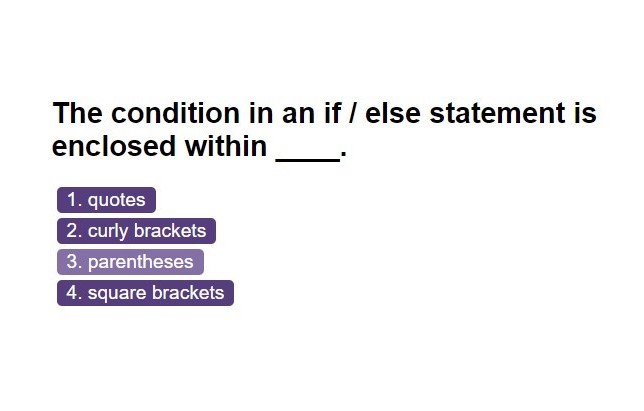 The condition in an if / else statement is
enclosed within ____.
1. quotes
2. curly brackets
3. parentheses
4. square brackets